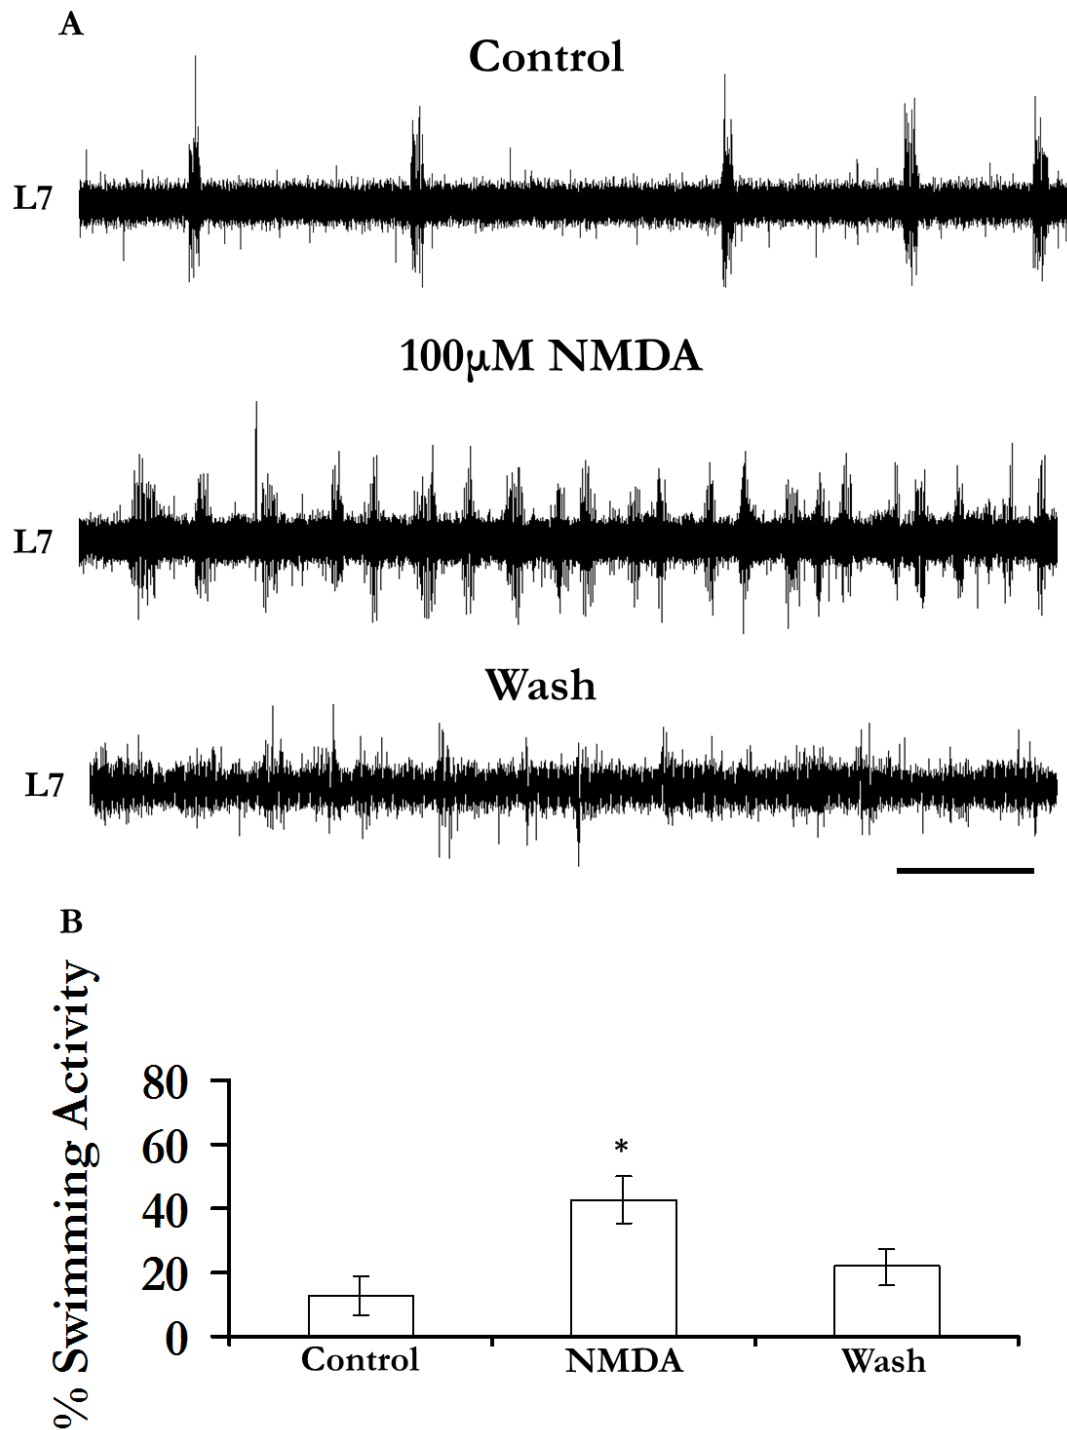 A
Control
L7
100μM NMDA
L7
Wash
L7
B
% Swimming Activity
80
60
*
40
20
0
Control NMDA Wash